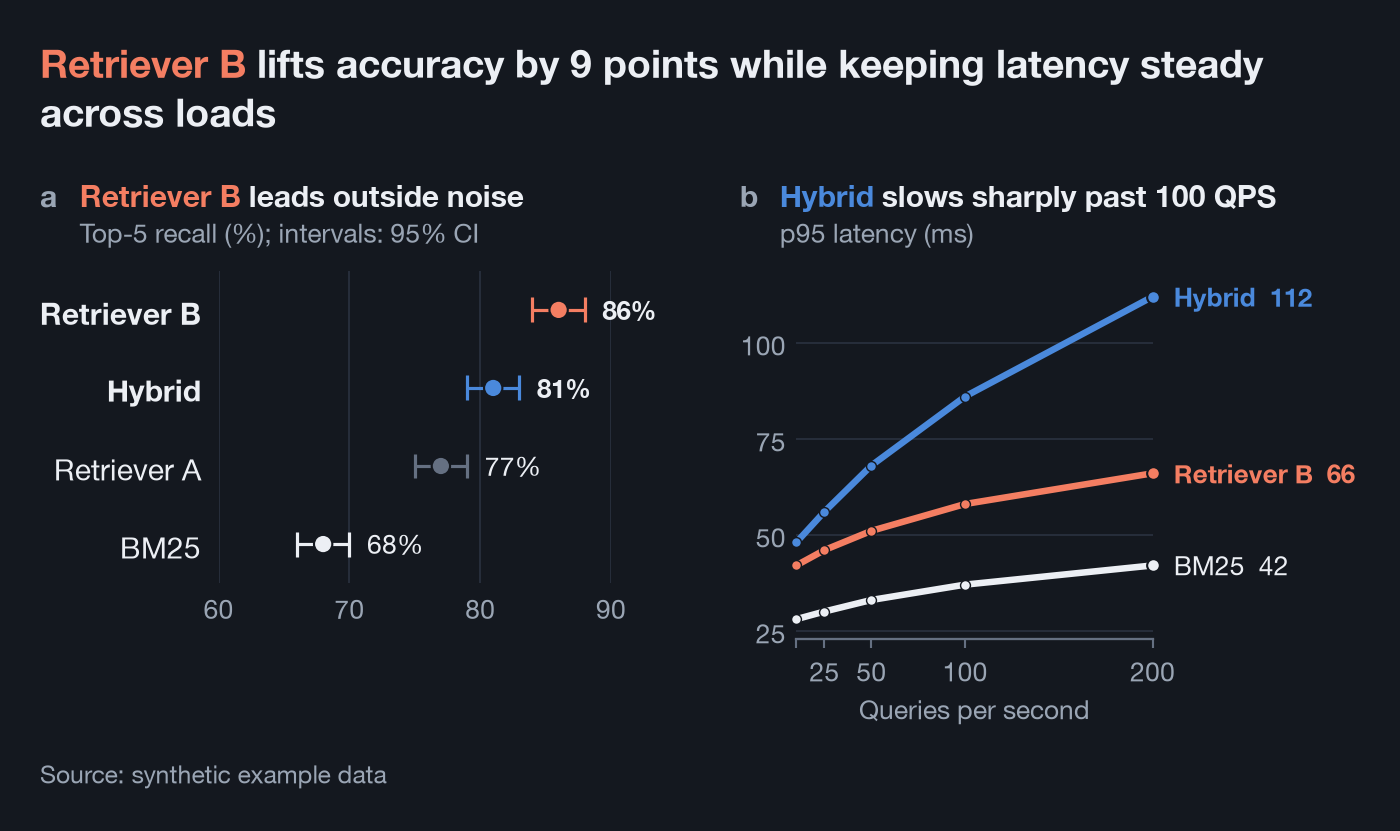 Retriever B lifts accuracy by 9 points while keeping latency steady
across loads
a Retriever B leads outside noise
Top-5 recall (%); intervals: 95% CI
Retriever B 86%
Hybrid 81%
Retriever A 77%
BM25 68%
60 70 80 90
b Hybrid slows sharply past 100 QPS
p95 latency (ms)
Hybrid 112
100
75
Retriever B 66
50
BM25 42
25
25 50 100 200
Queries per second
Source: synthetic example data